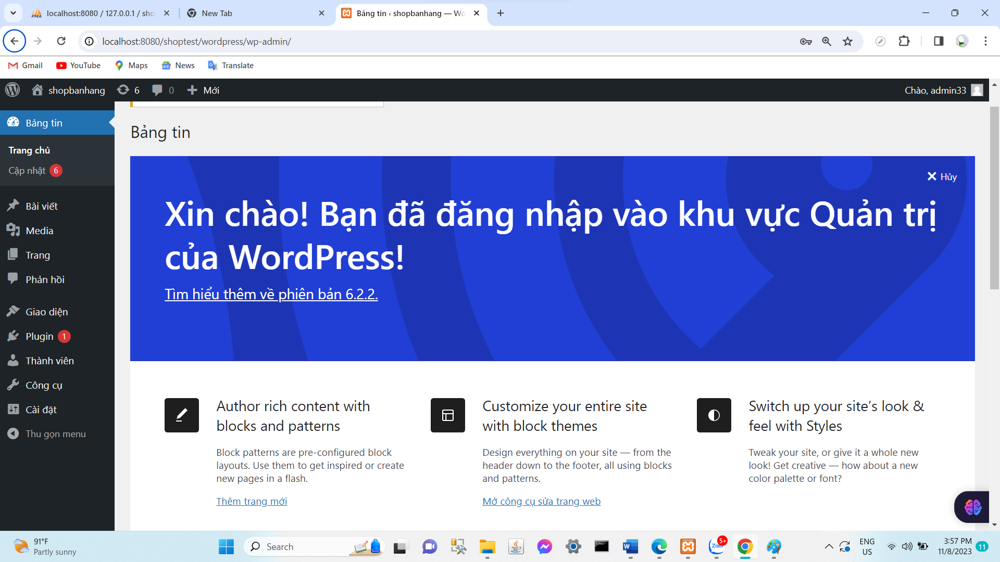 localhost:8080 / 127.0.0.1 / sho
New Tab
Bảng tin ‹ shopbanhang — Wo
localhost:8080/shoptest/wordpress/wp-admin/
Gmail
YouTube
Maps
News
Translate
shopbanhang
6
0
Mới
Chào, admin33
Bảng tin
Trang chủ
Cập nhật 6
Bài viết
Media
Trang
Phản hồi
Giao diện
Plugin 1
Thành viên
Công cụ
Cài đặt
Thu gọn menu
Bảng tin
Hủy
Xin chào! Bạn đã đăng nhập vào khu vực Quản trị
của WordPress!
Tìm hiểu thêm về phiên bản 6.2.2.
Author rich content with
blocks and patterns
Block patterns are pre-configured block
layouts. Use them to get inspired or create
new pages in a flash.
Thêm trang mới
Customize your entire site
with block themes
Design everything on your site — from the
header down to the footer, all using blocks
and patterns.
Mở công cụ sửa trang web
Switch up your site’s look &
feel with Styles
Tweak your site, or give it a whole new
look! Get creative — how about a new
color palette or font?
91°F
Partly sunny
Search
Zalo
5+
ENG
US
3:57 PM
11/8/2023
11